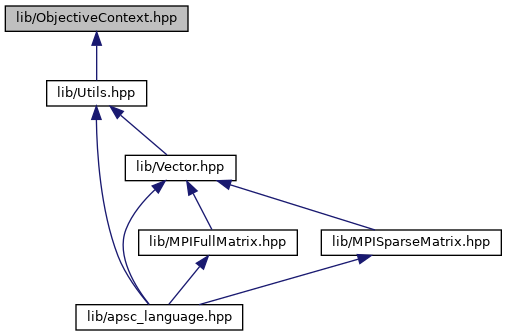 lib/ObjectiveContext.hpp
lib/Utils.hpp
lib/Vector.hpp
lib/MPIFullMatrix.hpp
lib/MPISparseMatrix.hpp
lib/apsc_language.hpp